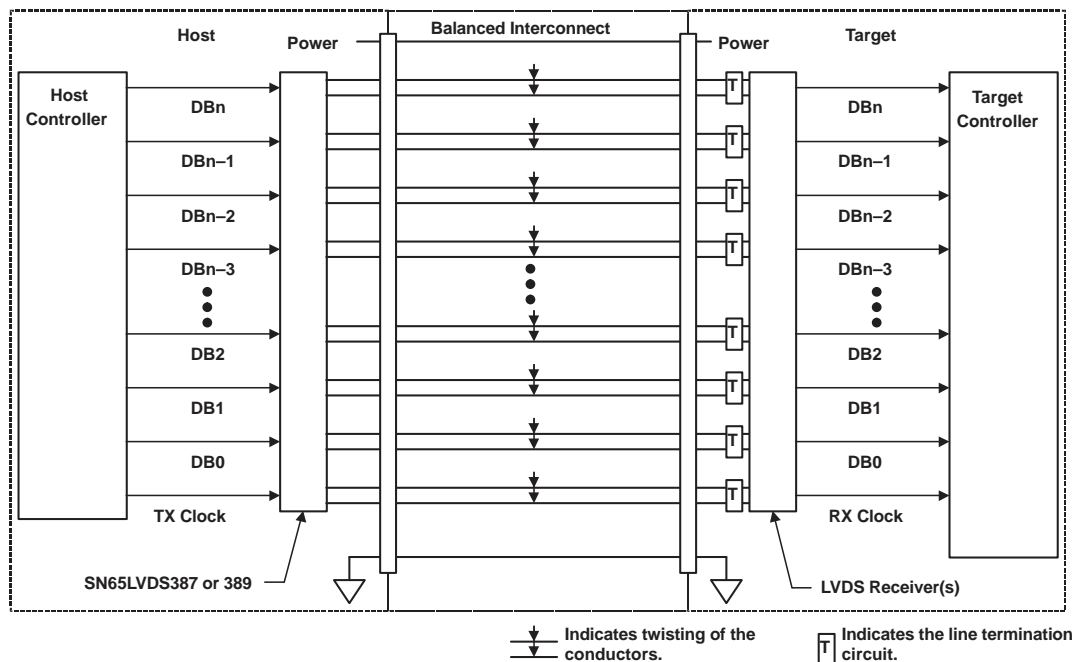 Host
Power
Balanced Interconnect
Power
Target
Host
Controller
Target
Controller
T
DBn
DBn
T
DBn–1
DBn–1
T
DBn–2
DBn–2
T
DBn–3
DBn–3
T
DB2
DB2
T
DB1
DB1
T
DB0
DB0
T
TX Clock
RX Clock
SN65LVDS387 or 389
LVDS Receiver(s)
Indicates twisting of the
conductors.
T
Indicates the line termination
circuit.